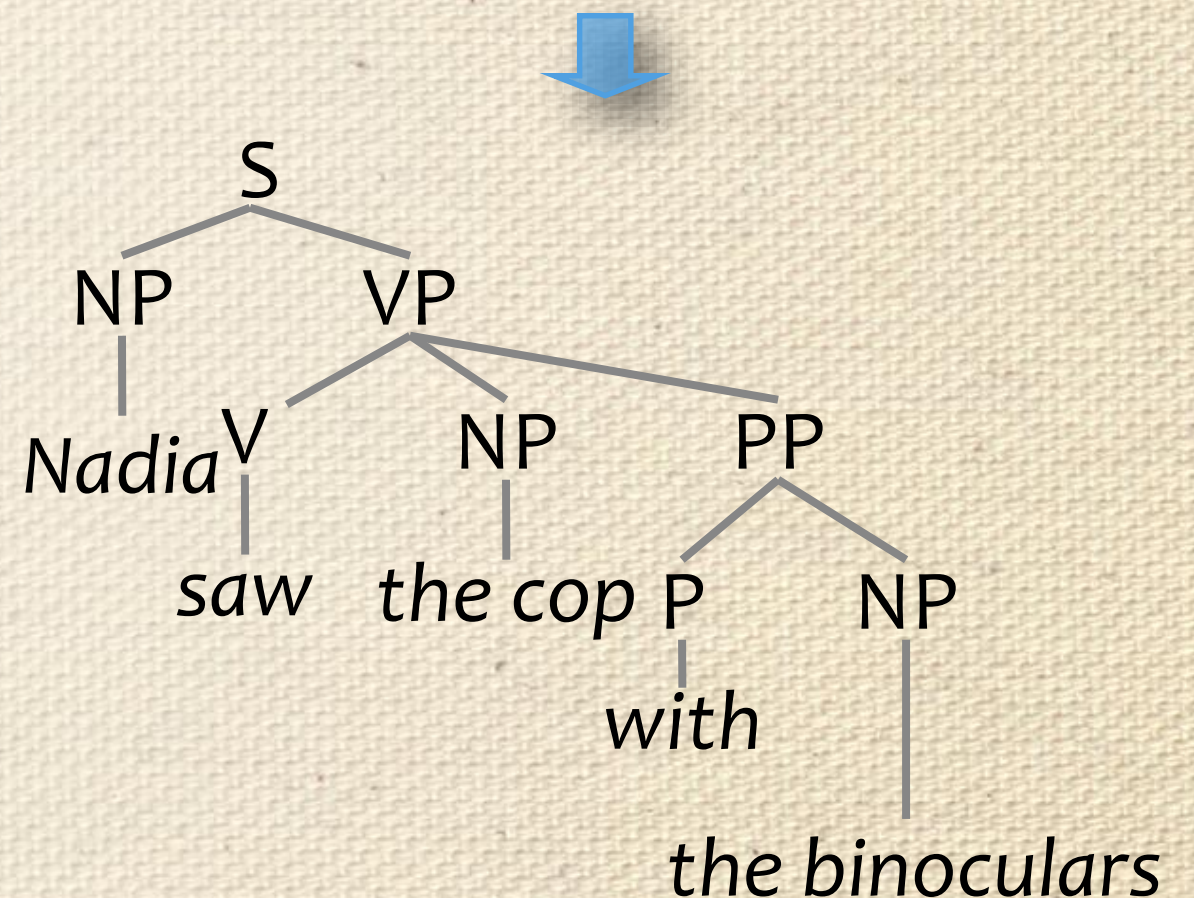 S
NP VP
V NP PP
Nadia
saw the cop P NP
with
the binoculars